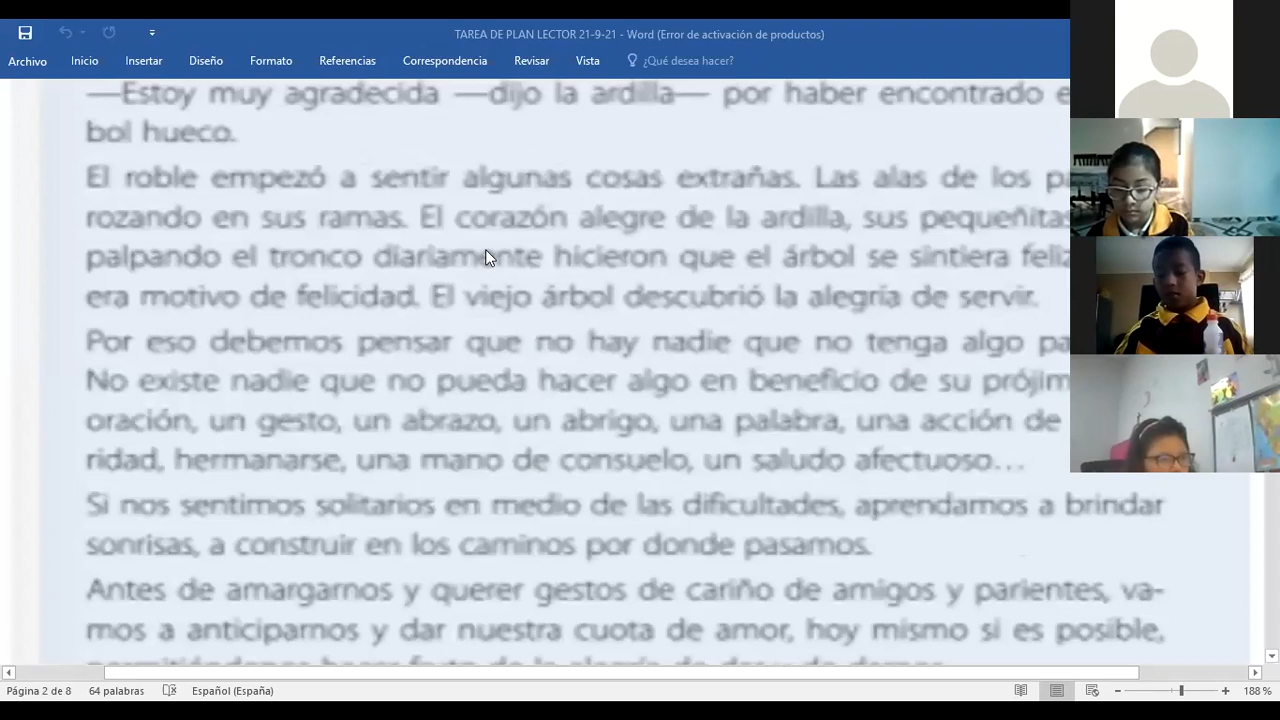 TAREA DE PLAN LECTOR 21-9-21 - Word (Error de activación de productos)
Archivo Inicio Insertar Diseño Formato Referencias Correspondencia Revisar Vista ¿Qué desea hacer?
—Estoy muy agradecida —dijo la ardilla— por haber encontrado e
bol hueco.
El roble empezó a sentir algunas cosas extrañas. Las alas de los p
rozando en sus ramas. El corazón alegre de la ardilla, sus pequeñitas
palpando el tronco diariamente hicieron que el árbol se sintiera feliz
era motivo de felicidad. El viejo árbol descubrió la alegría de servir.
Por eso debemos pensar que no hay nadie que no tenga algo pa
No existe nadie que no pueda hacer algo en beneficio de su prójim
oración, un gesto, un abrazo, un abrigo, una palabra, una acción de
ridad, hermanarse, una mano de consuelo, un saludo afectuoso...
Si nos sentimos solitarios en medio de las dificultades, aprendamos a brindar
sonrisas, a construir en los caminos por donde pasamos.
Antes de amargarnos y querer gestos de cariño de amigos y parientes, va-
mos a anticiparnos y dar nuestra cuota de amor, hoy mismo si es posible,
Página 2 de 8 64 palabras Español (España) 188 %